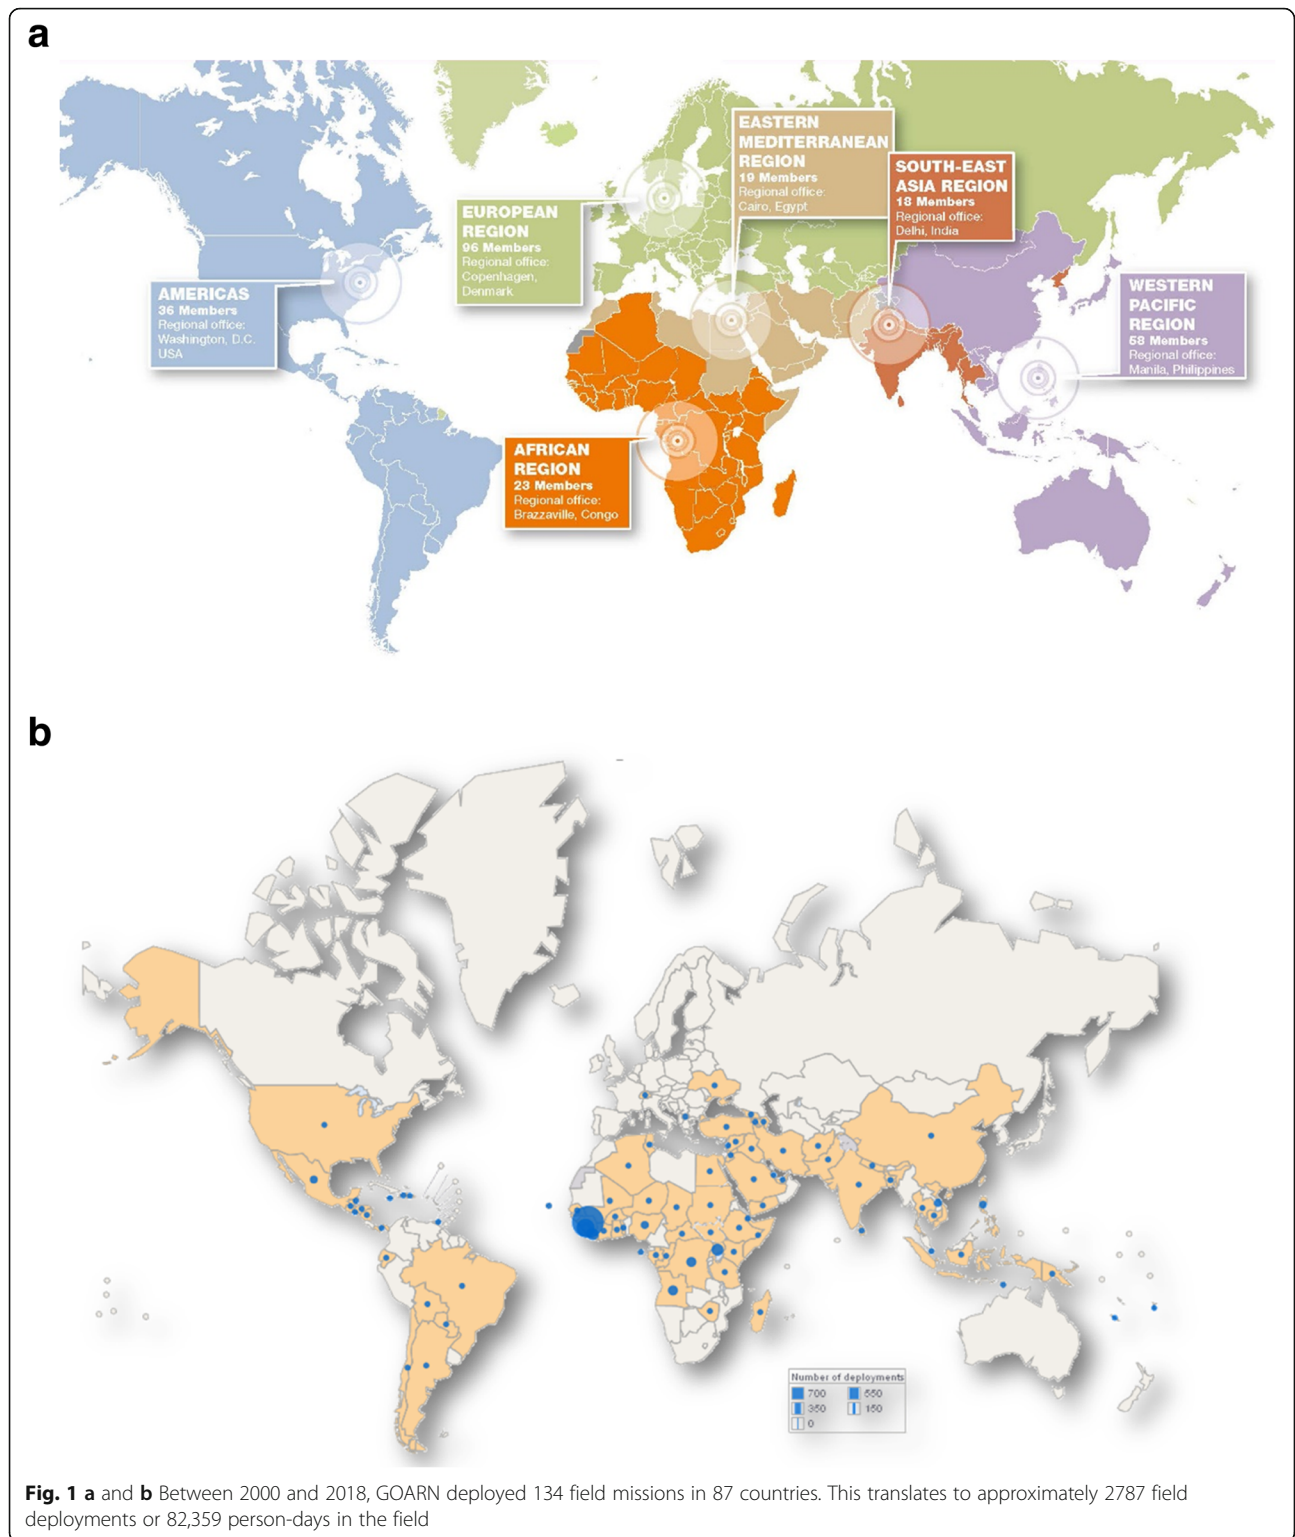 a
EASTERN
MEDITERRANEAN
REGION
19 Members
Regional office:
Cairo, Egypt
SOUTH-EAST
ASIA REGION
18 Members
Regional office:
Delhi, India
EUROPEAN
REGION
96 Members
Regional office:
Copenhagen,
Denmark
AMERICAS
36 Members
Regional office:
Washington, D.C.
USA
WESTERN
PACIFIC
REGION
58 Members
Regional office:
Manila, Philippines
AFRICAN
REGION
23 Members
Regional office:
Brazzaville, Congo
b
Number of deployments
700 550
350 150
0
Fig. 1 a and b Between 2000 and 2018, GOARN deployed 134 field missions in 87 countries. This translates to approximately 2787 field
deployments or 82,359 person-days in the field